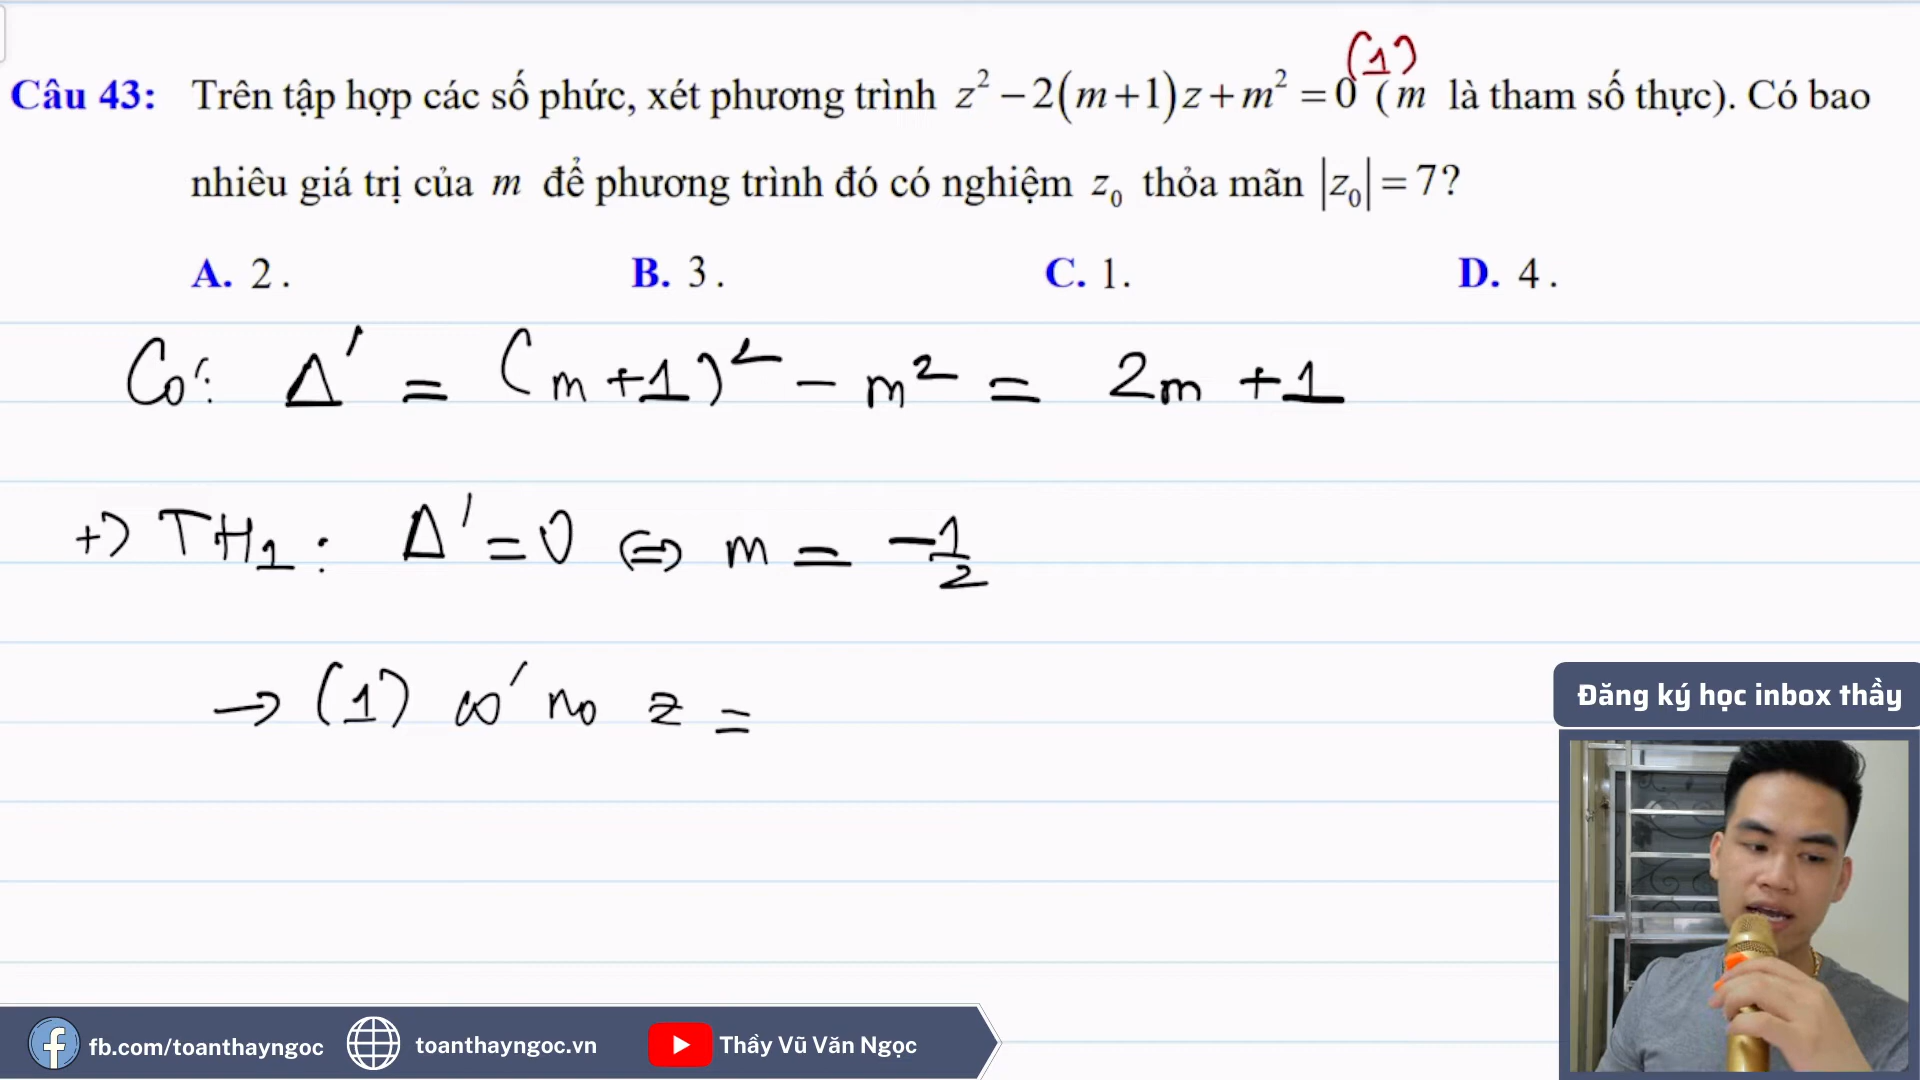 (1)
Câu 43: Trên tập hợp các số phức, xét phương trình z² − 2(m+1)z + m² = 0 (m là tham số thực). Có bao
nhiêu giá trị của m để phương trình đó có nghiệm z₀ thỏa mãn |z₀| = 7?
A. 2. B. 3. C. 1. D. 4.
Có: Δ' = (m+1)² − m² = 2m + 1
+) TH1: Δ' = 0 ⇔ m = −1/2
→ (1) có no z =
Đăng ký học inbox thầy
fb.com/toanthayngoc toanthayngoc.vn Thầy Vũ Văn Ngọc